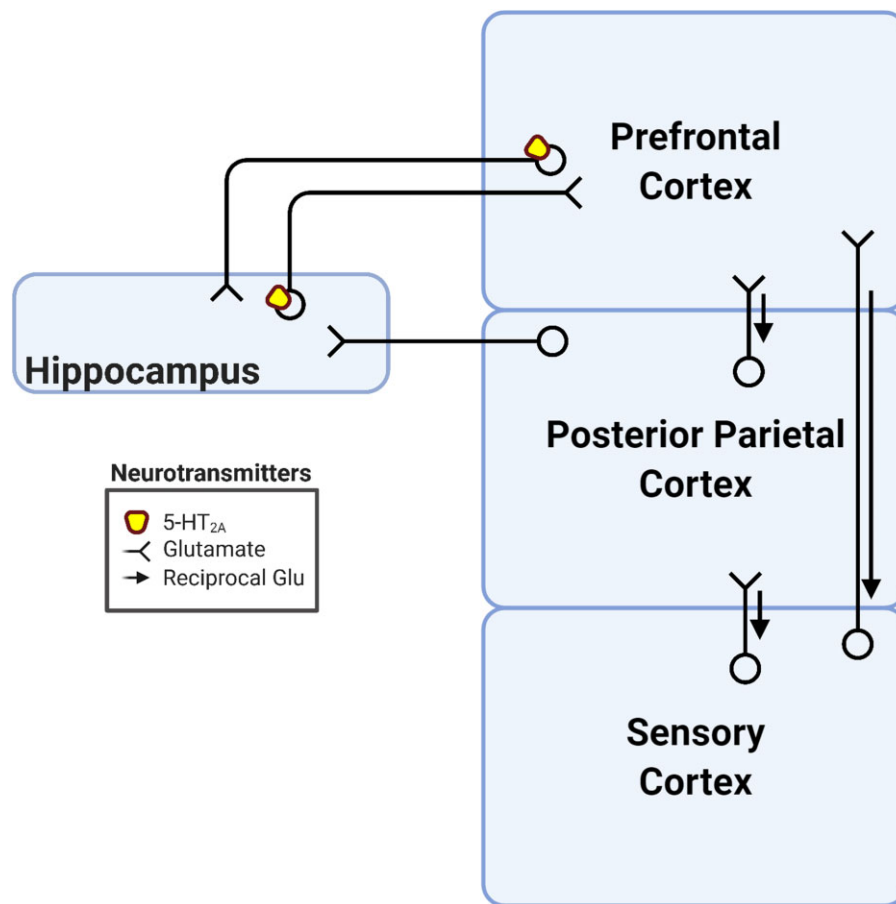 Prefrontal
Cortex
Hippocampus
Posterior Parietal
Cortex
Neurotransmitters
5-HT2A
Glutamate
Reciprocal Glu
Sensory
Cortex